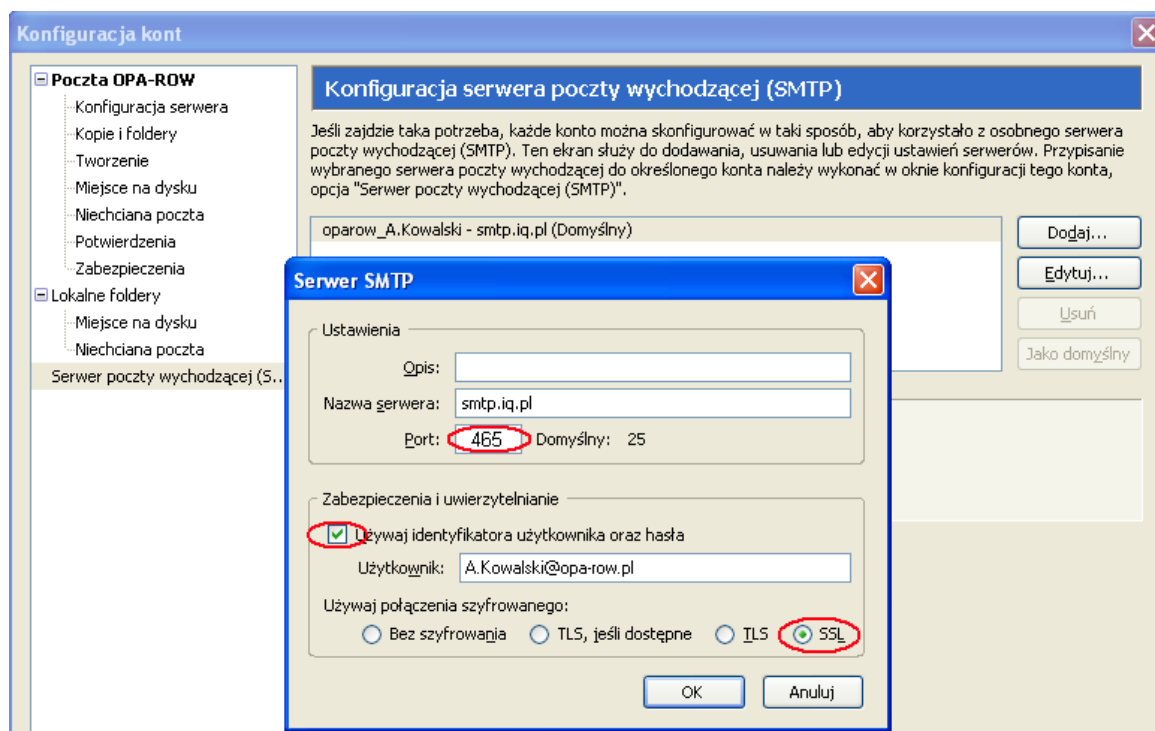 Konfiguracja kont
Poczta OPA-ROW
Konfiguracja serwera
Kopie i foldery
Tworzenie
Miejsce na dysku
Niechciana poczta
Potwierdzenia
Zabezpieczenia
Lokalne foldery
Miejsce na dysku
Niechciana poczta
Serwer poczty wychodzącej (S...
Konfiguracja serwera poczty wychodzącej (SMTP)
Jeśli zajdzie taka potrzeba, każde konto można skonfigurować w taki sposób, aby korzystało z osobnego serwera
poczty wychodzącej (SMTP). Ten ekran służy do dodawania, usuwania lub edycji ustawień serwerów. Przypisanie
wybranego serwera poczty wychodzącej do określonego konta należy wykonać w oknie konfiguracji tego konta,
opcja "Serwer poczty wychodzącej (SMTP)".
oparow_A.Kowalski - smtp.iq.pl (Domyślny)
Dodaj...
Edytuj...
Usuń
Jako domyślny
Serwer SMTP
Ustawienia
Opis:
Nazwa serwera: smtp.iq.pl
Port: 465 Domyślny: 25
Zabezpieczenia i uwierzytelnianie
Używaj identyfikatora użytkownika oraz hasła
Użytkownik: A.Kowalski@opa-row.pl
Używaj połączenia szyfrowanego:
Bez szyfrowania TLS, jeśli dostępne TLS SSL
OK Anuluj